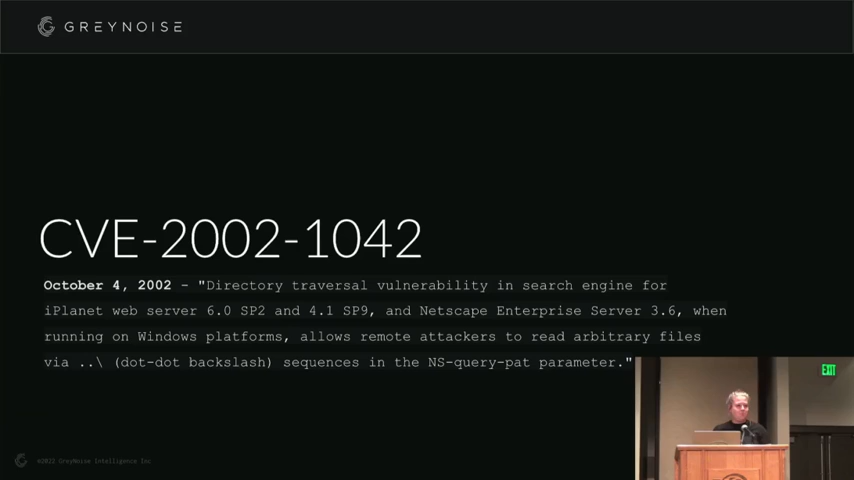 GREYNOISE
CVE-2002-1042
October 4, 2002 – "Directory traversal vulnerability in search engine for
iPlanet web server 6.0 SP2 and 4.1 SP9, and Netscape Enterprise Server 3.6, when
running on Windows platforms, allows remote attackers to read arbitrary files
via ..\ (dot-dot backslash) sequences in the NS-query-pat parameter."
EXIT
©2023 GreyNoise Intelligence Inc